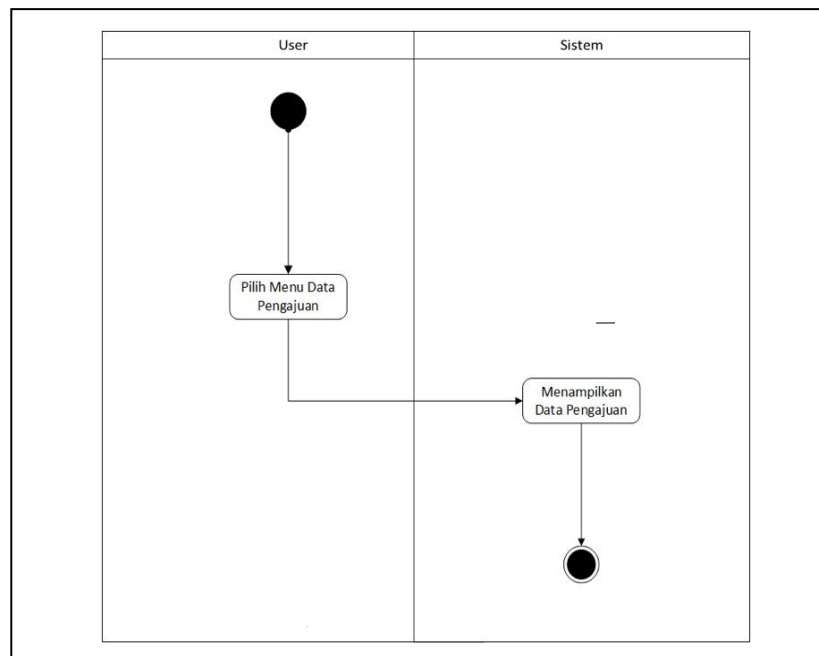 User
Sistem
Pilih Menu Data
Pengajuan
Menampilkan
Data Pengajuan